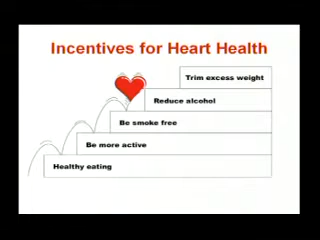 Incentives for Heart Health
Trim excess weight
Reduce alcohol
Be smoke free
Be more active
Healthy eating